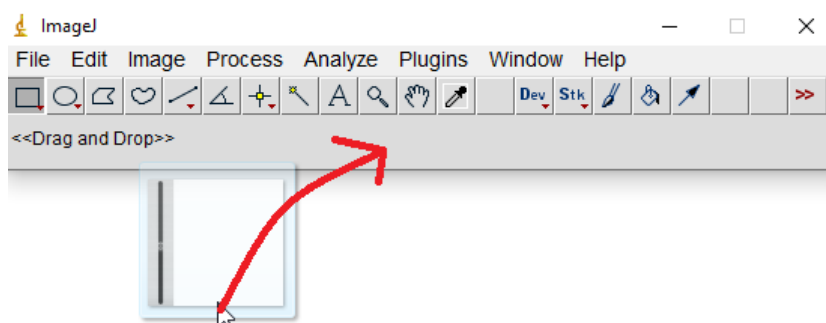 ImageJ
File Edit Image Process Analyze Plugins Window Help
A Dev Stk >>
<<Drag and Drop>>